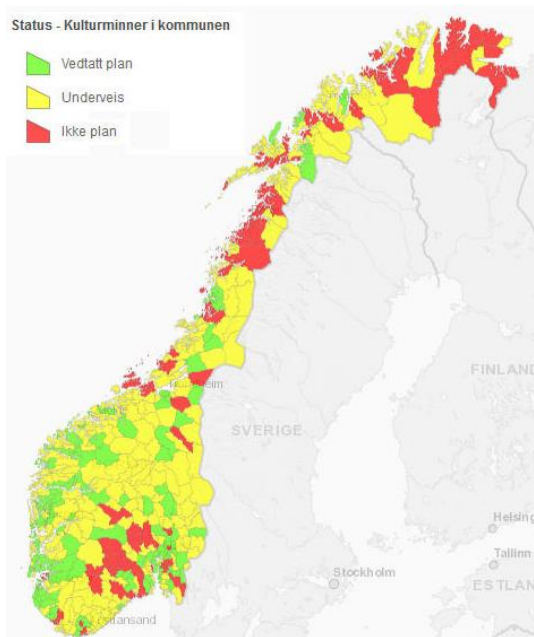 Status - Kulturminner i kommunen
Vedtatt plan
Underveis
Ikke plan
FINLAND
SVERIGE
Helsing
Tallinn
Stockholm
ESTLAN